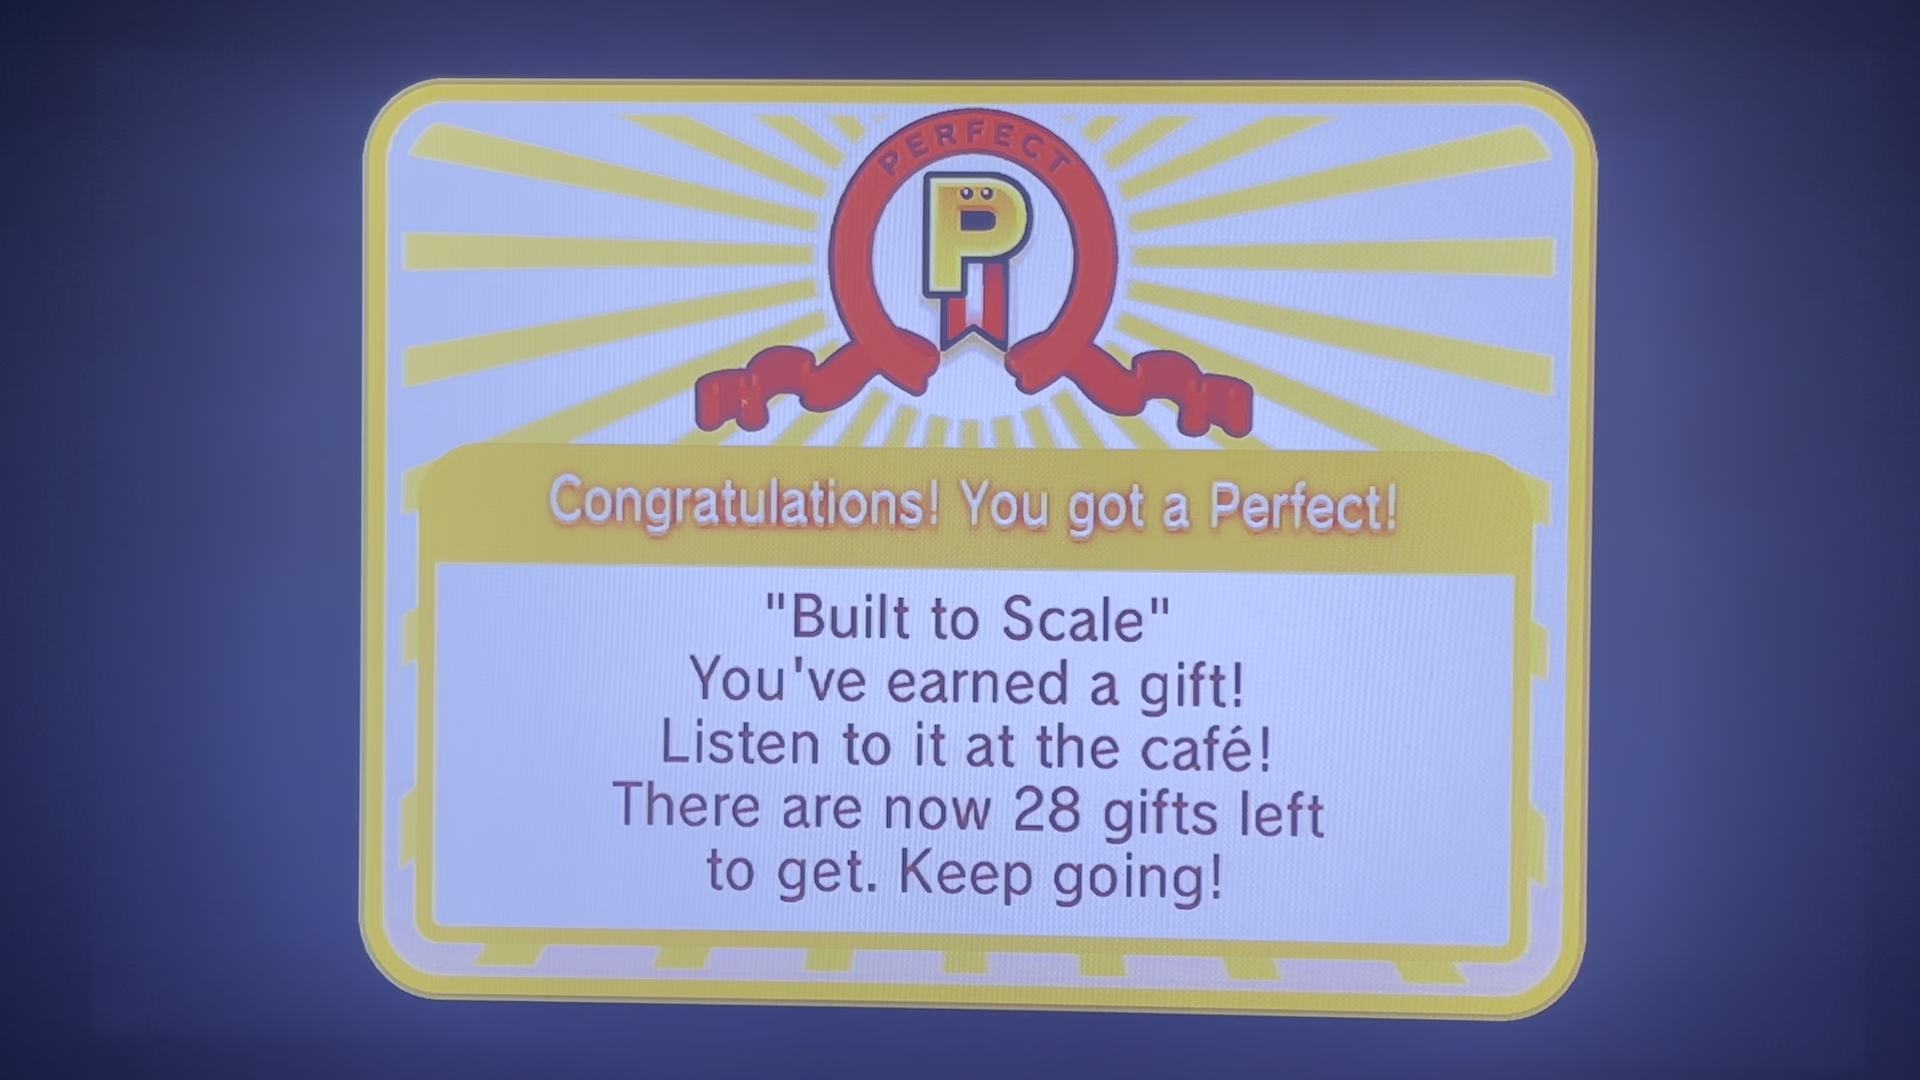 PERFECT
P
Congratulations! You got a Perfect!
"Built to Scale"
You've earned a gift!
Listen to it at the café!
There are now 28 gifts left
to get. Keep going!